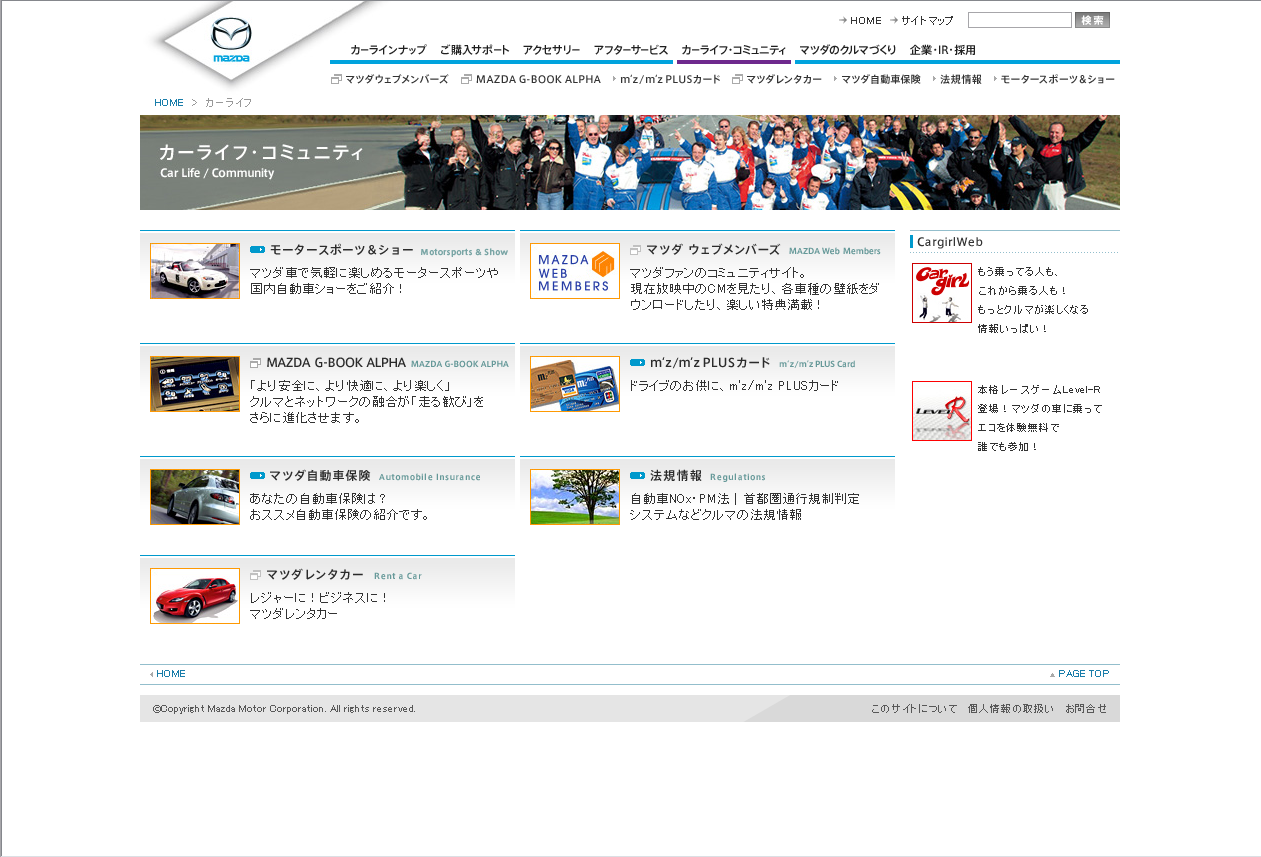 mazda
HOME サイトマップ 検索
カーラインナップ ご購入サポート アクセサリー アフターサービス カーライフ・コミュニティ マツダのクルマづくり 企業・IR・採用
マツダウェブメンバーズ MAZDA G-BOOK ALPHA m'z/m'z PLUSカード マツダレンタカー マツダ自動車保険 法規情報 モータースポーツ＆ショー
HOME > カーライフ
カーライフ・コミュニティ
Car Life / Community
モータースポーツ＆ショー Motorsports & Show
マツダ車で気軽に楽しめるモータースポーツや
国内自動車ショーをご紹介！
MAZDA
WEB
MEMBERS
マツダ ウェブメンバーズ MAZDA Web Members
マツダファンのコミュニティサイト。
現在放映中のCMを見たり、各車種の壁紙をダ
ウンロードしたり、楽しい特典満載！
CargirlWeb
Car
girl
もう乗ってる人も、
これから乗る人も！
もっとクルマが楽しくなる
情報いっぱい！
MAZDA G-BOOK ALPHA MAZDA G-BOOK ALPHA
「より安全に、より快適に、より楽しく」
クルマとネットワークの融合が「走る歓び」を
さらに進化させます。
m'z/m'z PLUSカード m'z/m'z PLUS Card
ドライブのお供に、m'z/m'z PLUSカード
LEVEL R
本格レースゲームLevel-R
登場！マツダの車に乗って
エコを体験無料で
誰でも参加！
マツダ自動車保険 Automobile Insurance
あなたの自動車保険は？
おススメ自動車保険の紹介です。
法規情報 Regulations
自動車NOx・PM法｜首都圏通行規制判定
システムなどクルマの法規情報
マツダレンタカー Rent a Car
レジャーに！ビジネスに！
マツダレンタカー
HOME PAGE TOP
©Copyright Mazda Motor Corporation. All rights reserved. このサイトについて 個人情報の取扱い お問合せ